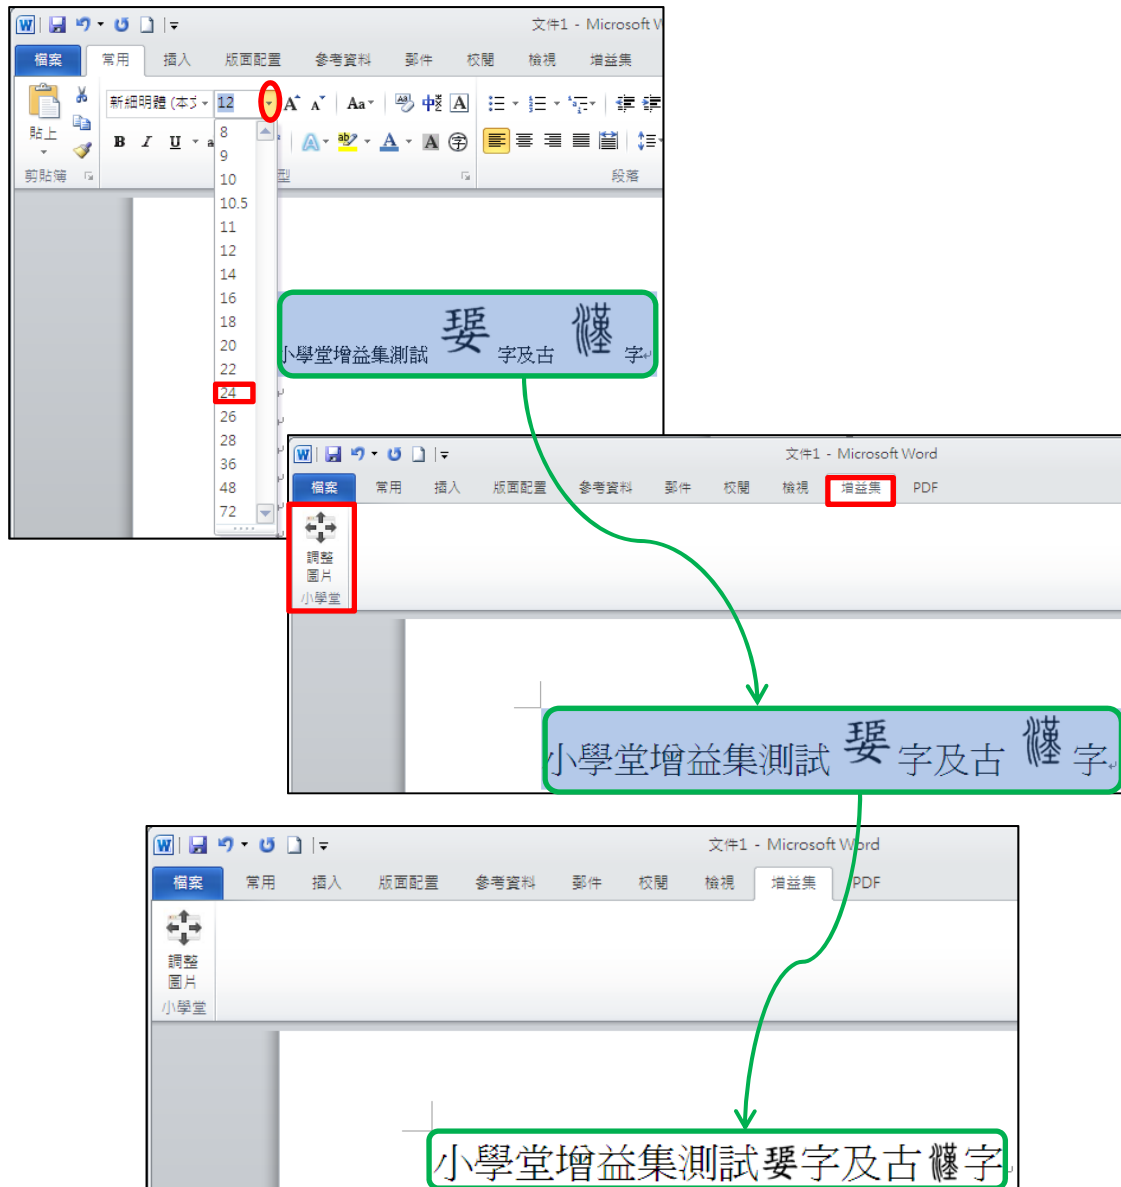 文件1 - Microsoft W
檔案 常用 插入 版面配置 參考資料 郵件 校閱 檢視 增益集
新細明體 (本文 12 A A Aa 中 A
貼上 B I U a ab A A 字
剪貼簿 型 段落
8
9
10
10.5
11
12
14
16
18
20
22
24
26
28
36
48
72
小學堂增益集測試 字及古 字
文件1 - Microsoft Word
檔案 常用 插入 版面配置 參考資料 郵件 校閱 檢視 增益集 PDF
調整
圖片
小學堂
小學堂增益集測試 字及古 字
文件1 - Microsoft Word
檔案 常用 插入 版面配置 參考資料 郵件 校閱 檢視 增益集 PDF
調整
圖片
小學堂
小學堂增益集測試 字及古 字